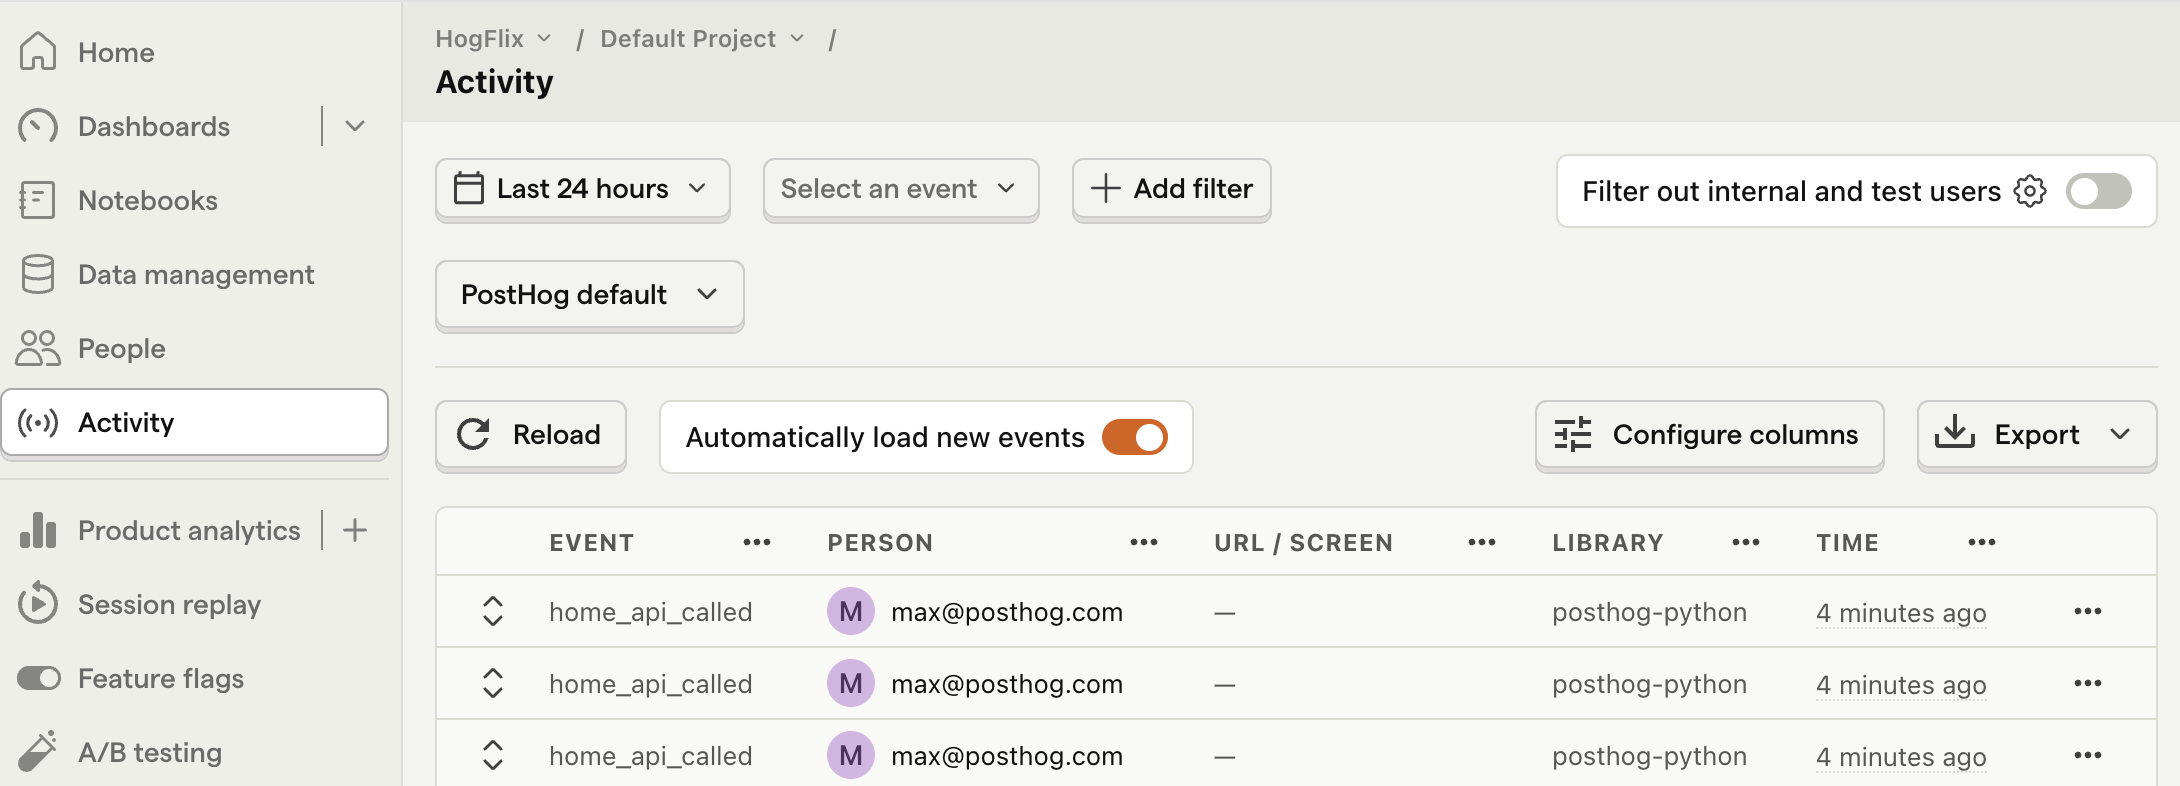 Home
Dashboards
Notebooks
Data management
People
Activity
Product analytics
Session replay
Feature flags
A/B testing
HogFlix / Default Project /
Activity
Last 24 hours Select an event Add filter Filter out internal and test users
PostHog default
Reload Automatically load new events Configure columns Export
EVENT PERSON URL / SCREEN LIBRARY TIME
home_api_called M max@posthog.com — posthog-python 4 minutes ago
home_api_called M max@posthog.com — posthog-python 4 minutes ago
home_api_called M max@posthog.com — posthog-python 4 minutes ago